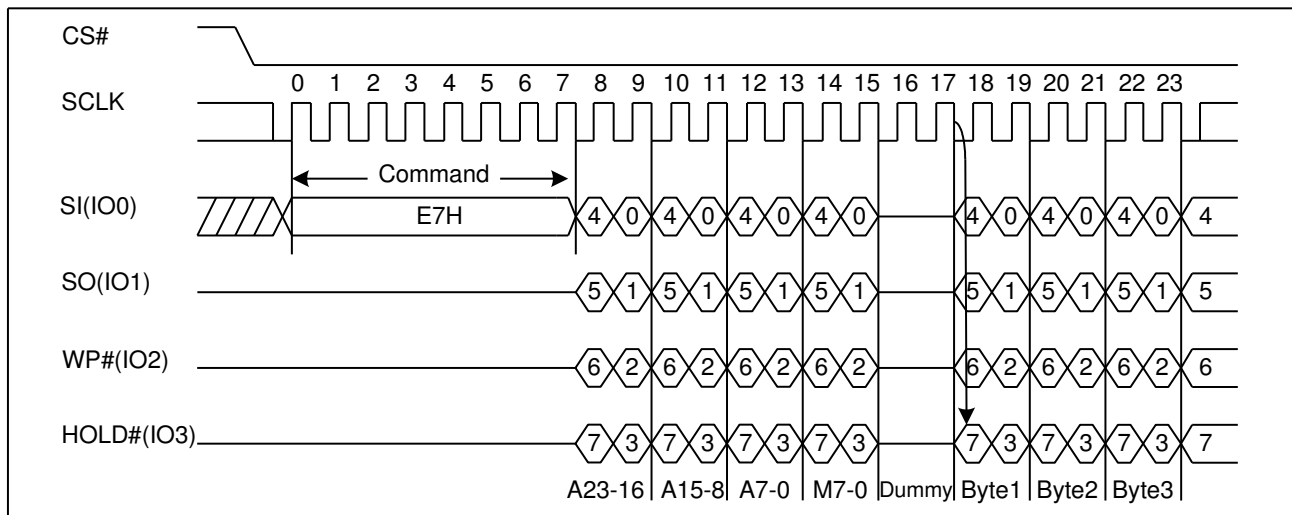 CS#
0 1 2 3 4 5 6 7 8 9 10 11 12 13 14 15 16 17 18 19 20 21 22 23
SCLK
Command
SI(IO0) E7H 4 0 4 0 4 0 4 0 4 0 4 0 4 0 4
SO(IO1) 5 1 5 1 5 1 5 1 5 1 5 1 5 1 5
WP#(IO2) 6 2 6 2 6 2 6 2 6 2 6 2 6 2 6
HOLD#(IO3) 7 3 7 3 7 3 7 3 7 3 7 3 7 3 7
A23-16 A15-8 A7-0 M7-0 Dummy Byte1 Byte2 Byte3